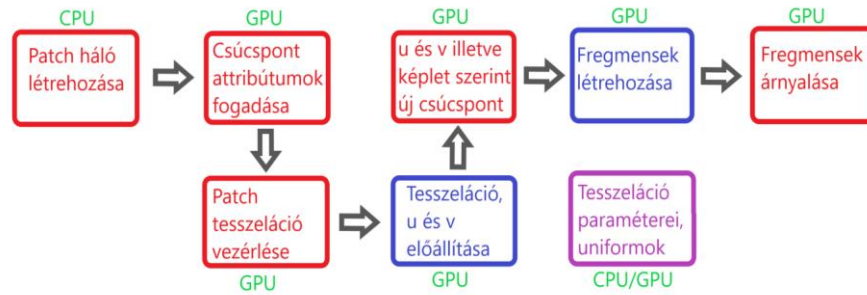 CPU
Patch háló
létrehozása
GPU
Csúcspont
attribútumok
fogadása
Patch
tesszeláció
vezérlése
GPU
Tesszeláció,
u és v
előállítása
GPU
GPU
u és v illetve
képlet szerint
új csúcspont
GPU
Fregmensek
létrehozása
GPU
Fregmensek
árnyalása
Tesszeláció
paraméterei,
uniformok
CPU/GPU